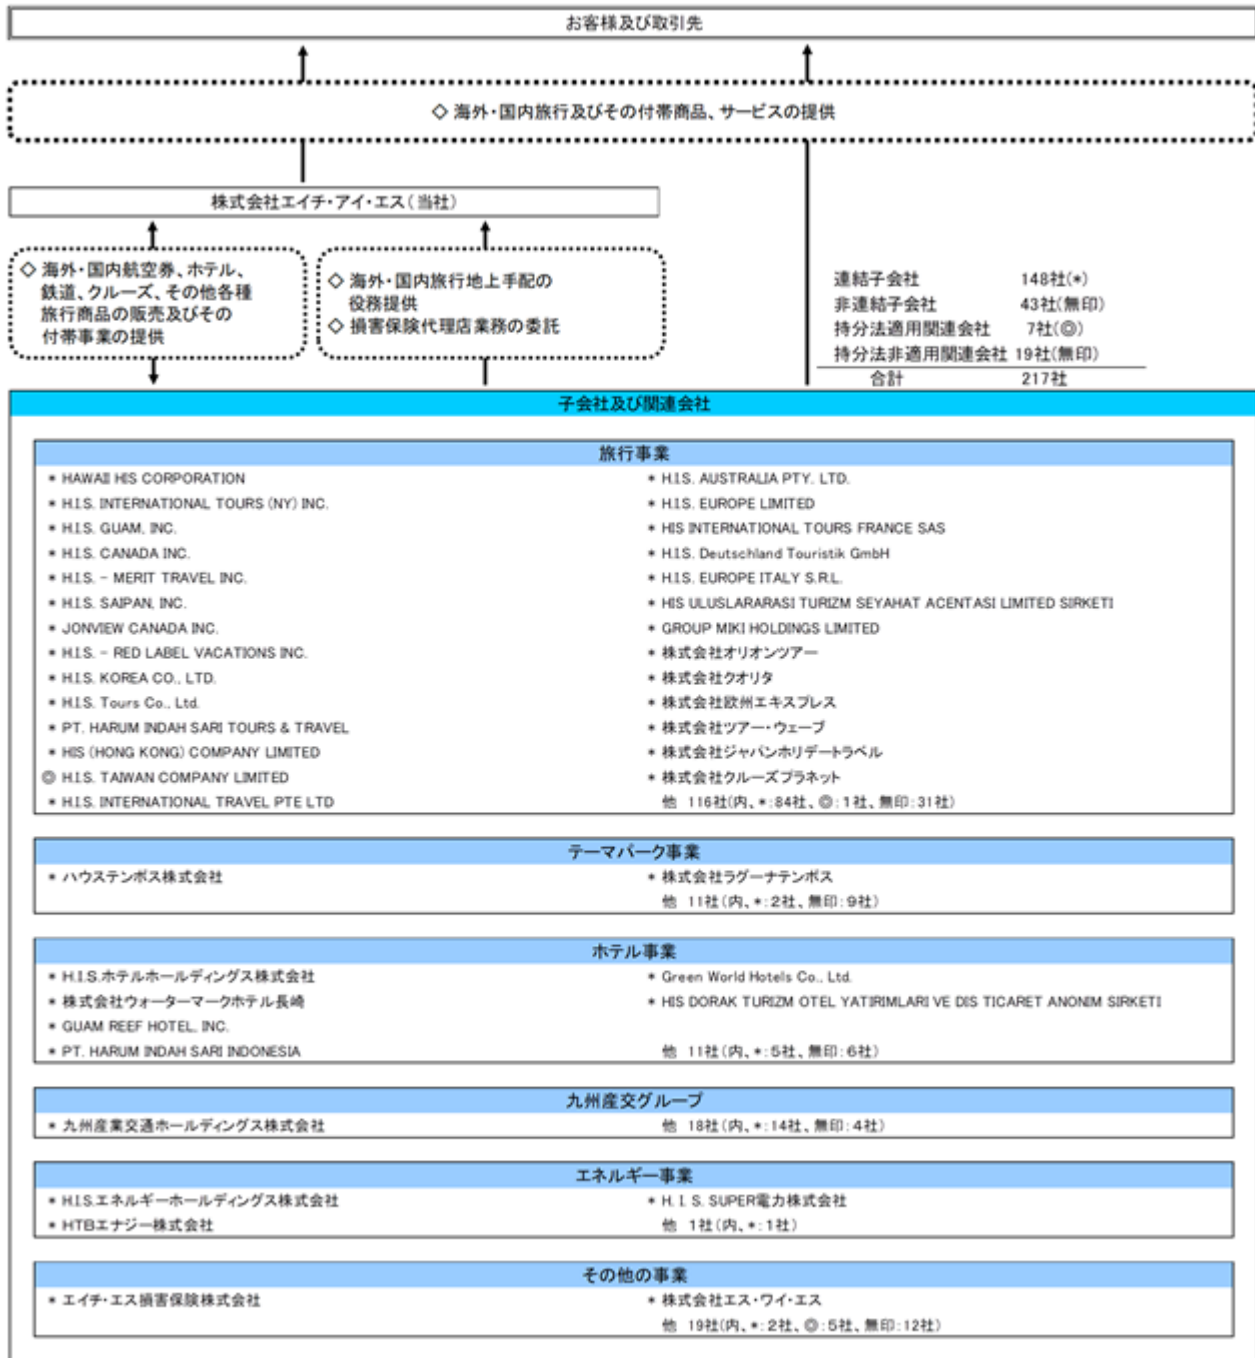 お客様及び取引先
◇ 海外・国内旅行及びその付帯商品、サービスの提供
株式会社エイチ・アイ・エス(当社)
◇ 海外・国内航空券、ホテル、
鉄道、クルーズ、その他各種
旅行商品の販売及びその
付帯事業の提供
◇ 海外・国内旅行地上手配の
役務提供
◇ 損害保険代理店業務の委託
連結子会社 148社(*)
非連結子会社 43社(無印)
持分法適用関連会社 7社(◎)
持分法非適用関連会社 19社(無印)
合計 217社
子会社及び関連会社
旅行事業
* HAWAII HIS CORPORATION
* H.I.S. INTERNATIONAL TOURS (NY) INC.
* H.I.S. GUAM, INC.
* H.I.S. CANADA INC.
* H.I.S. - MERIT TRAVEL INC.
* H.I.S. SAIPAN, INC.
* JONVIEW CANADA INC.
* H.I.S. - RED LABEL VACATIONS INC.
* H.I.S. KOREA CO., LTD.
* H.I.S. Tours Co., Ltd.
* PT. HARUM INDAH SARI TOURS & TRAVEL
* HIS (HONG KONG) COMPANY LIMITED
◎ H.I.S. TAIWAN COMPANY LIMITED
* H.I.S. INTERNATIONAL TRAVEL PTE LTD
* H.I.S. AUSTRALIA PTY. LTD.
* H.I.S. EUROPE LIMITED
* HIS INTERNATIONAL TOURS FRANCE SAS
* H.I.S. Deutschland Touristik GmbH
* H.I.S. EUROPE ITALY S.R.L.
* HIS ULUSLARARASI TURIZM SEYAHAT ACENTASI LIMITED SIRKETI
* GROUP MIKI HOLDINGS LIMITED
* 株式会社オリオンツアー
* 株式会社クオリタ
* 株式会社欧州エキスプレス
* 株式会社ツアー・ウェーブ
* 株式会社ジャパンホリデートラベル
* 株式会社クルーズプラネット
他 116社(内、*:84社、◎:1社、無印:31社)
テーマパーク事業
* ハウステンボス株式会社
* 株式会社ラグーナテンボス
他 11社(内、*:2社、無印:9社)
ホテル事業
* H.I.S.ホテルホールディングス株式会社
* 株式会社ウォーターマークホテル長崎
* GUAM REEF HOTEL, INC.
* PT. HARUM INDAH SARI INDONESIA
* Green World Hotels Co., Ltd.
* HIS DORAK TURIZM OTEL YATIRIMLARI VE DIS TICARET ANONIM SIRKETI
他 11社(内、*:5社、無印:6社)
九州産交グループ
* 九州産業交通ホールディングス株式会社
他 18社(内、*:14社、無印:4社)
エネルギー事業
* H.I.S.エネルギーホールディングス株式会社
* HTBエナジー株式会社
* H. I. S. SUPER電力株式会社
他 1社(内、*:1社)
その他の事業
* エイチ・エス損害保険株式会社
* 株式会社エス・ワイ・エス
他 19社(内、*:2社、◎:5社、無印:12社)